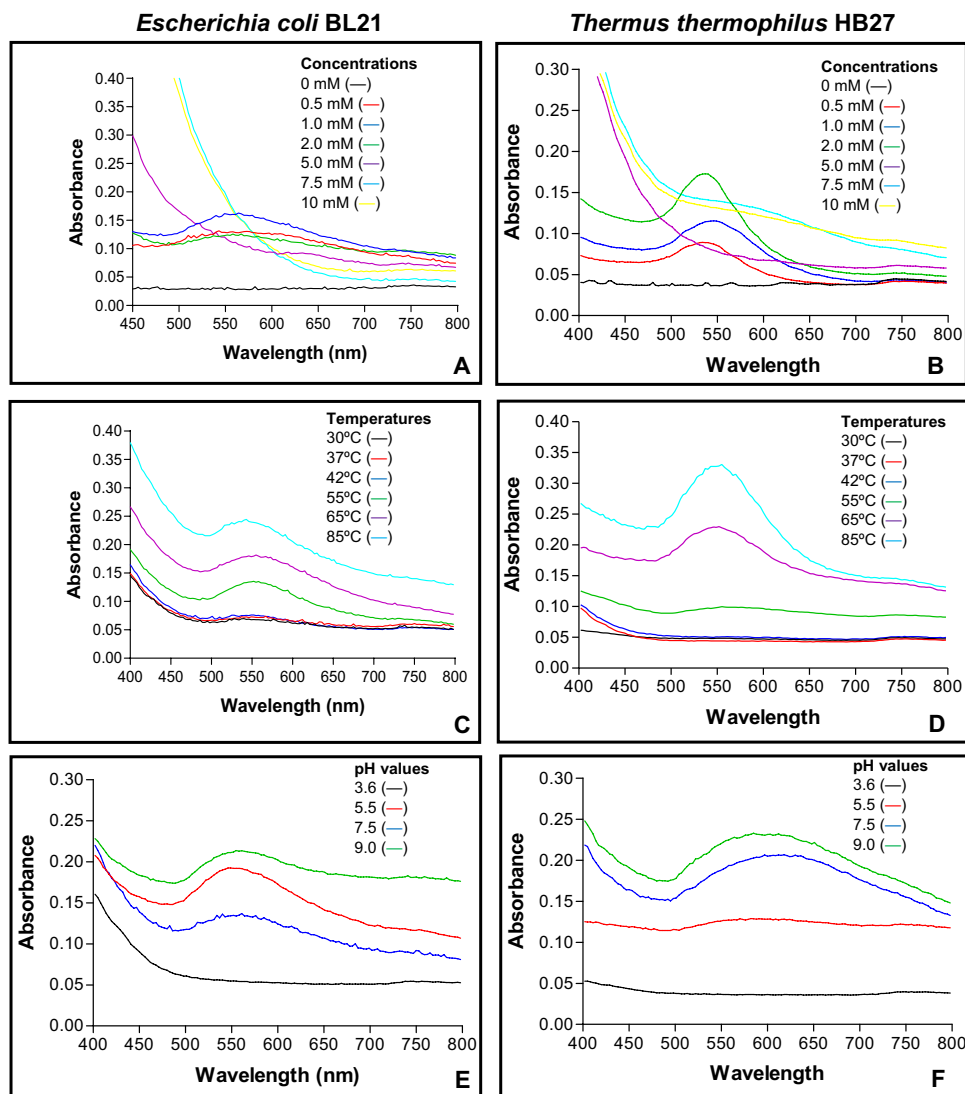 Escherichia coli BL21
Thermus thermophilus HB27
Absorbance
0.40
0.35
0.30
0.25
0.20
0.15
0.10
0.05
0.00
Concentrations
0 mM (—)
0.5 mM (—)
1.0 mM (—)
2.0 mM (—)
5.0 mM (—)
7.5 mM (—)
10 mM (—)
450 500 550 600 650 700 750 800
Wavelength (nm)
A
Absorbance
0.30
0.25
0.20
0.15
0.10
0.05
0.00
Concentrations
0 mM (—)
0.5 mM (—)
1.0 mM (—)
2.0 mM (—)
5.0 mM (—)
7.5 mM (—)
10 mM (—)
400 450 500 550 600 650 700 750 800
Wavelength
B
Absorbance
0.40
0.35
0.30
0.25
0.20
0.15
0.10
0.05
0.00
Temperatures
30ºC (—)
37ºC (—)
42ºC (—)
55ºC (—)
65ºC (—)
85ºC (—)
400 450 500 550 600 650 700 750 800
Wavelength (nm)
C
Absorbance
0.40
0.35
0.30
0.25
0.20
0.15
0.10
0.05
0.00
Temperatures
30ºC (—)
37ºC (—)
42ºC (—)
55ºC (—)
65ºC (—)
85ºC (—)
400 450 500 550 600 650 700 750 800
Wavelength
D
Absorbance
0.30
0.25
0.20
0.15
0.10
0.05
0.00
pH values
3.6 (—)
5.5 (—)
7.5 (—)
9.0 (—)
400 450 500 550 600 650 700 750 800
Wavelength (nm)
E
Absorbance
0.30
0.25
0.20
0.15
0.10
0.05
0.00
pH values
3.6 (—)
5.5 (—)
7.5 (—)
9.0 (—)
400 450 500 550 600 650 700 750 800
Wavelength
F